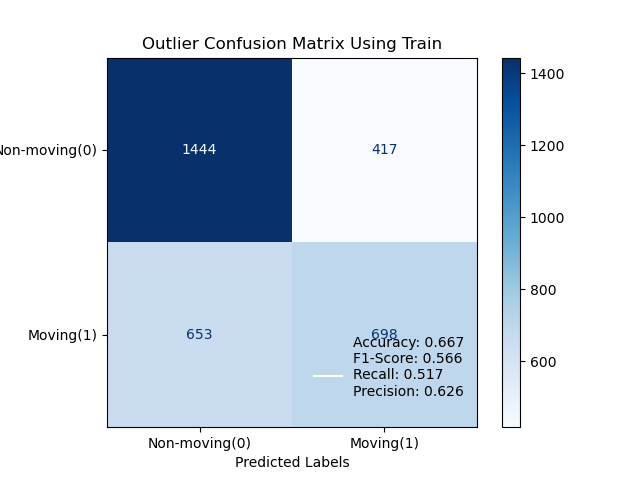 Outlier Confusion Matrix Using Train
Non-moving(0)
1444
417
Moving(1)
653
698
Accuracy: 0.667
F1-Score: 0.566
Recall: 0.517
Precision: 0.626
Non-moving(0)
Moving(1)
Predicted Labels
1400
1200
1000
800
600